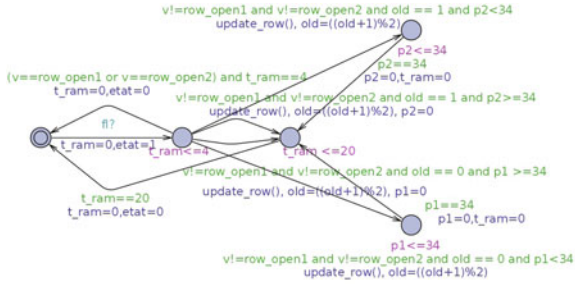 v!=row_open1 and v!=row_open2 and old == 1 and p2<34
update_row(), old=((old+1)%2)
p2<=34
p2==34
p2=0,t_ram=0
(v==row_open1 or v==row_open2) and t_ram==4
t_ram=0,etat=0
v!=row_open1 and v!=row_open2 and old == 1 and p2>=34
update_row(), old=((old+1)%2), p2=0
fl?
t_ram=0,etat=1
t_ram<=4
t_ram <=20
v!=row_open1 and v!=row_open2 and old == 0 and p1 >=34
update_row(), old=((old+1)%2), p1=0
t_ram==20
t_ram=0,etat=0
p1==34
p1=0,t_ram=0
p1<=34
v!=row_open1 and v!=row_open2 and old == 0 and p1<34
update_row(), old=((old+1)%2)